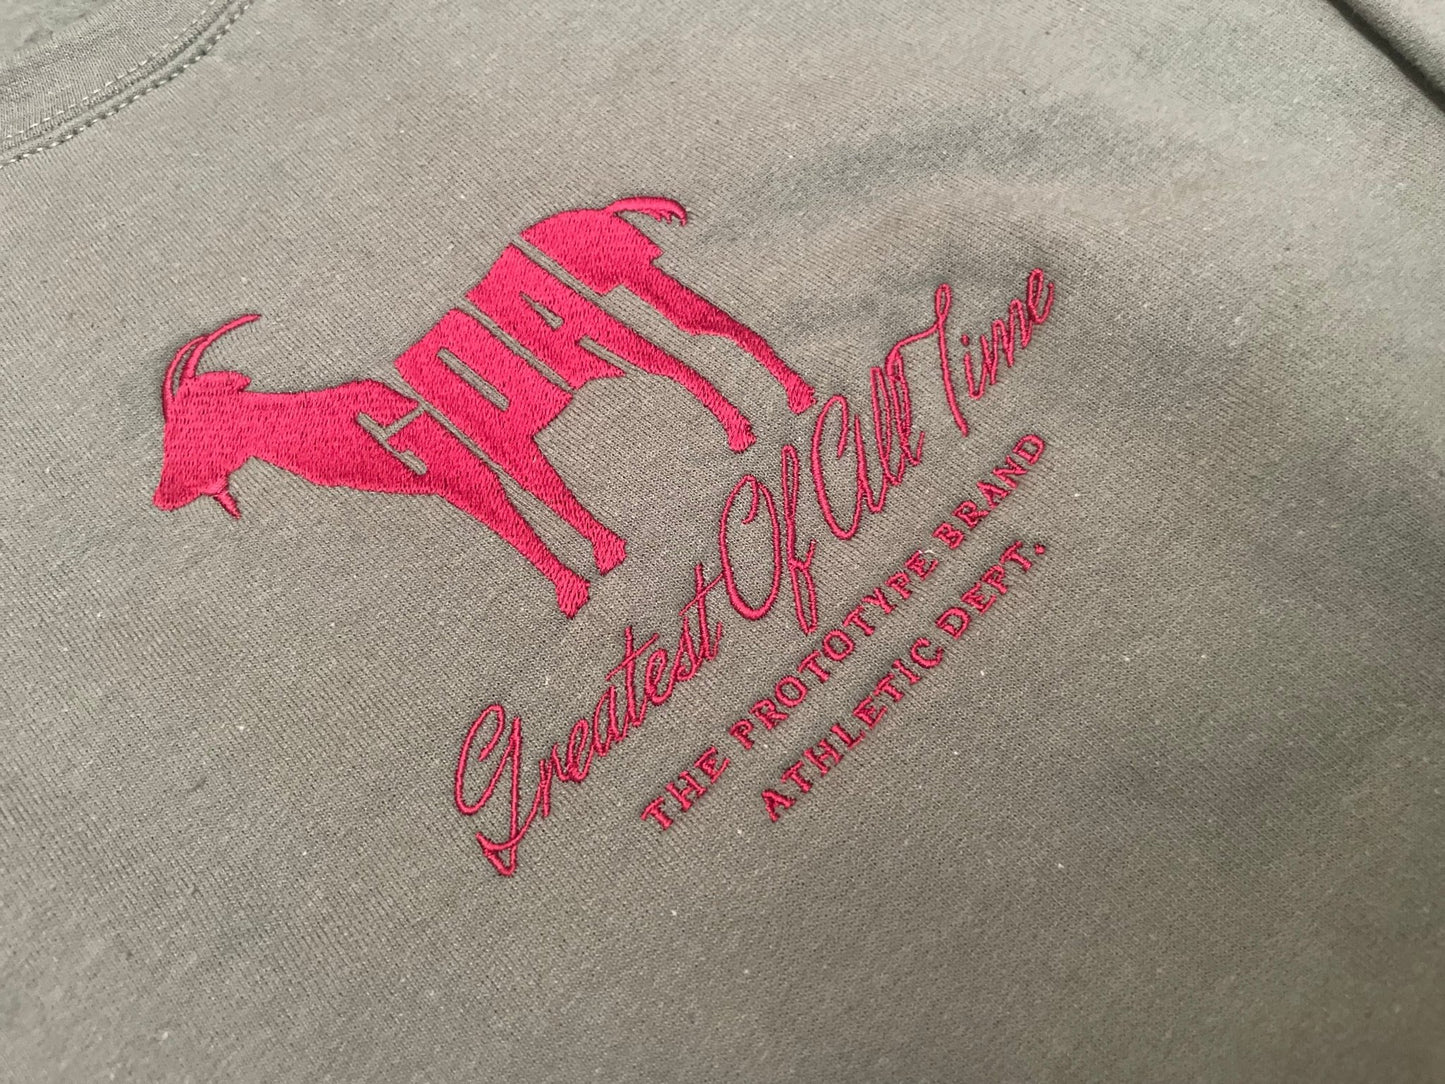 GOAT
Greatest Of All Time
THE PROTOTYPE BRAND
ATHLETIC DEPT.